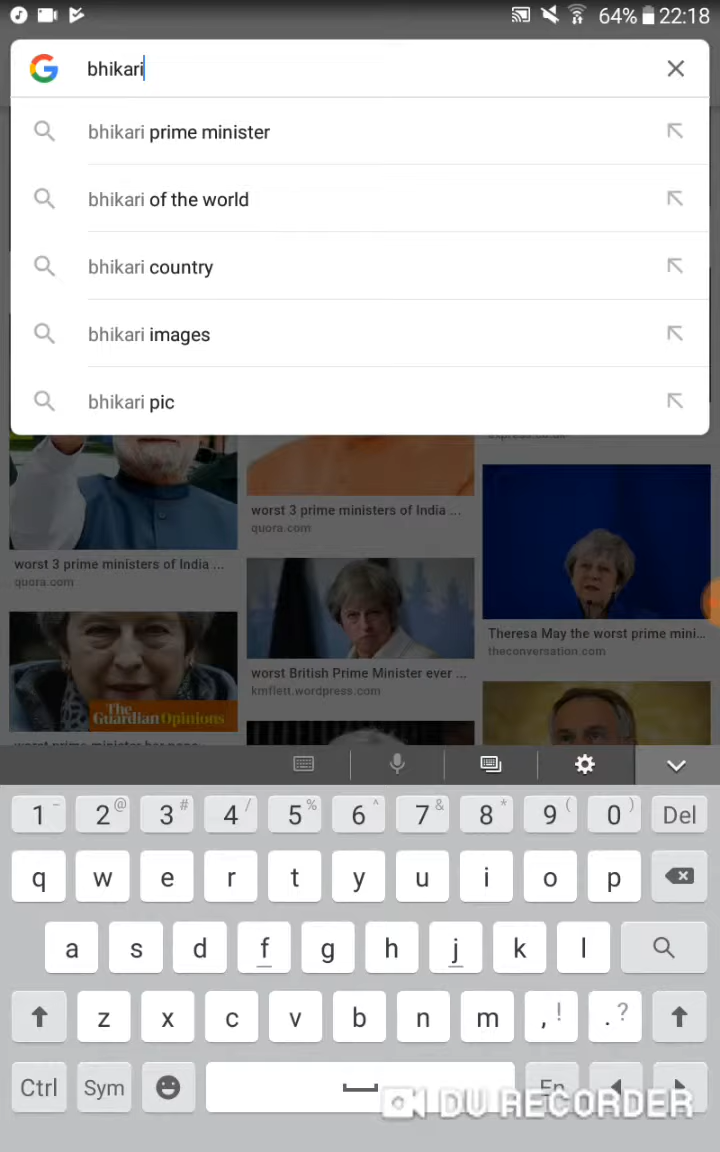 64% 22:18
bhikari
bhikari prime minister
bhikari of the world
bhikari country
bhikari images
bhikari pic
worst 3 prime ministers of India ...
quora.com
worst 3 prime ministers of India ...
quora.com
Theresa May the worst prime mini...
theconversation.com
The Guardian Opinions
worst British Prime Minister ever ...
kmflett.wordpress.com
1 - 2 @ 3 # 4 / 5 % 6 ^ 7 & 8 * 9 ( 0 ) Del
q w e r t y u i o p
a s d f g h j k l
z x c v b n m , ! . ?
Ctrl Sym En
DU RECORDER